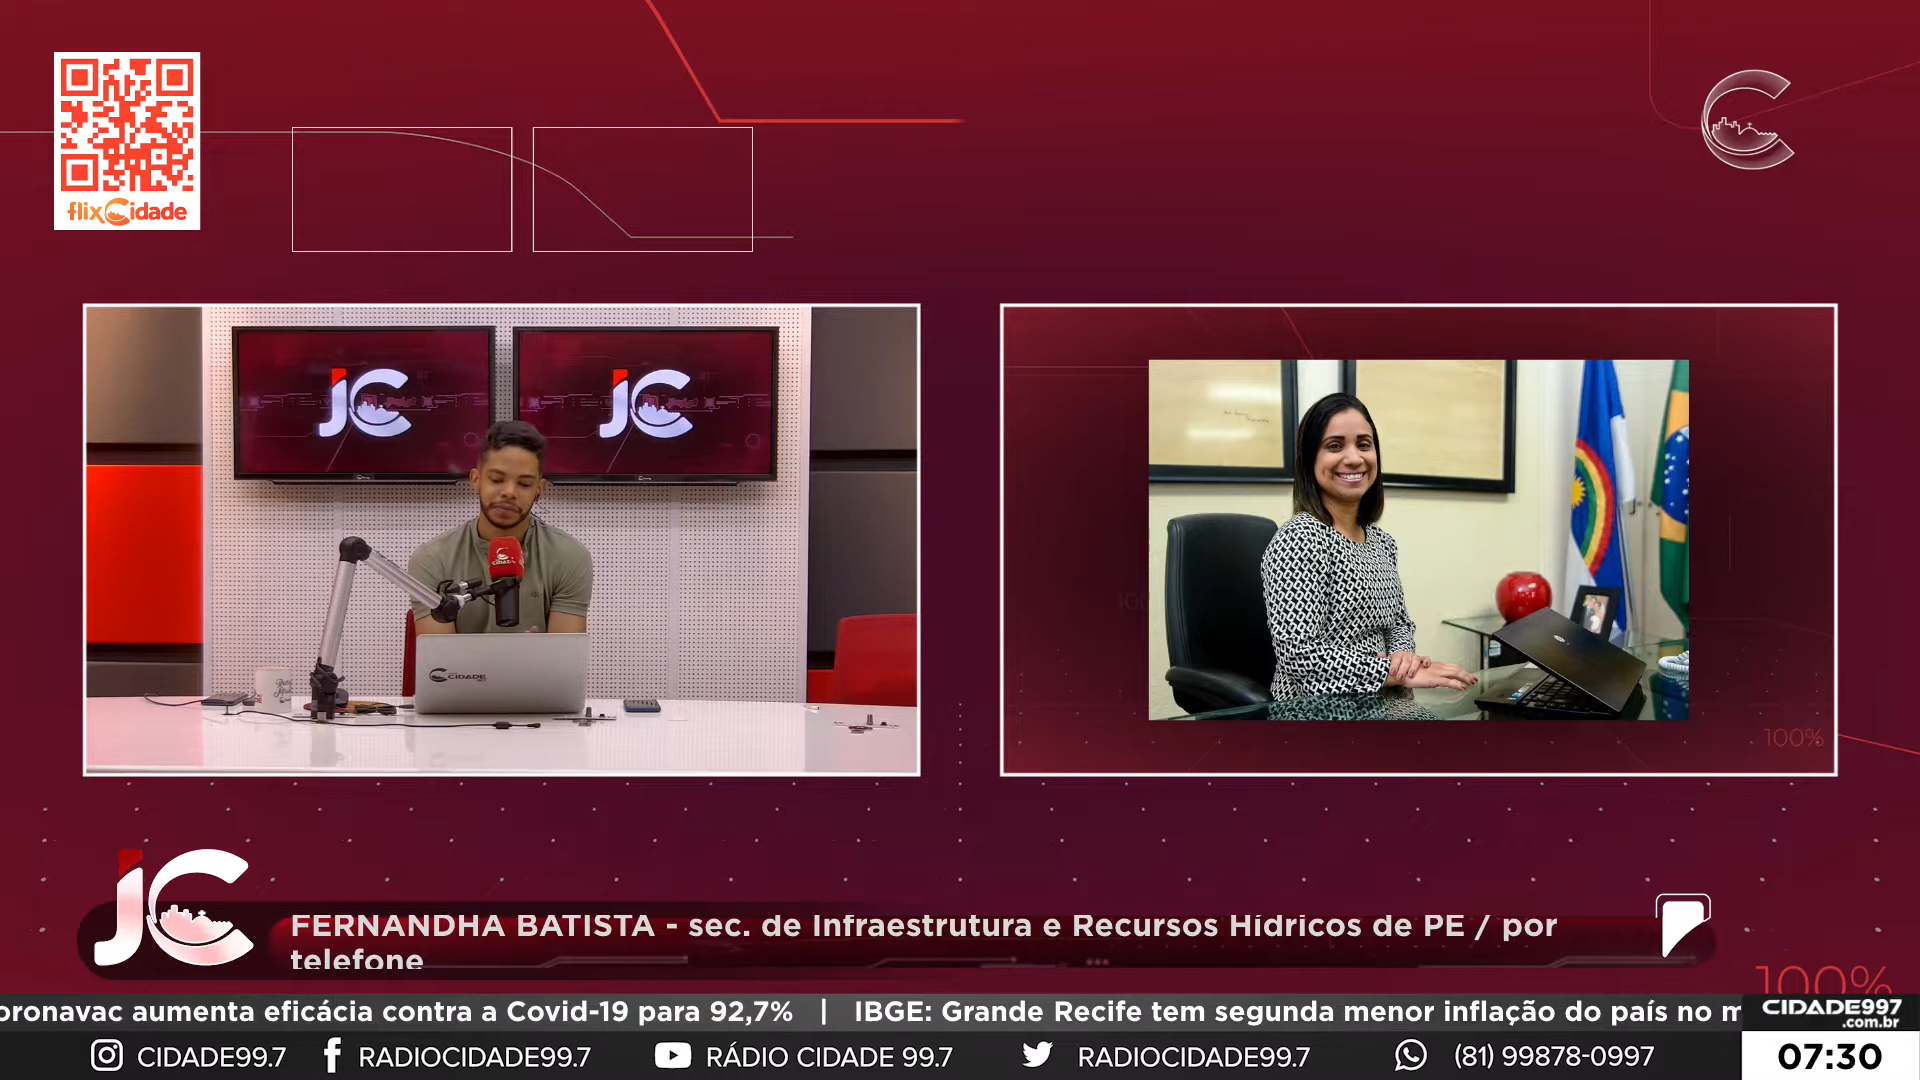 flixCidade
JC
JC
CIDADE
CIDADE
100%
JC
FERNANDHA BATISTA - sec. de Infraestrutura e Recursos Hídricos de PE / por
telefone
100%
oronavac aumenta eficácia contra a Covid-19 para 92,7% | IBGE: Grande Recife tem segunda menor inflação do país no m
CIDADE997
.com.br
CIDADE99.7
RADIOCIDADE99.7
RÁDIO CIDADE 99.7
RADIOCIDADE99.7
(81) 99878-0997
07:30